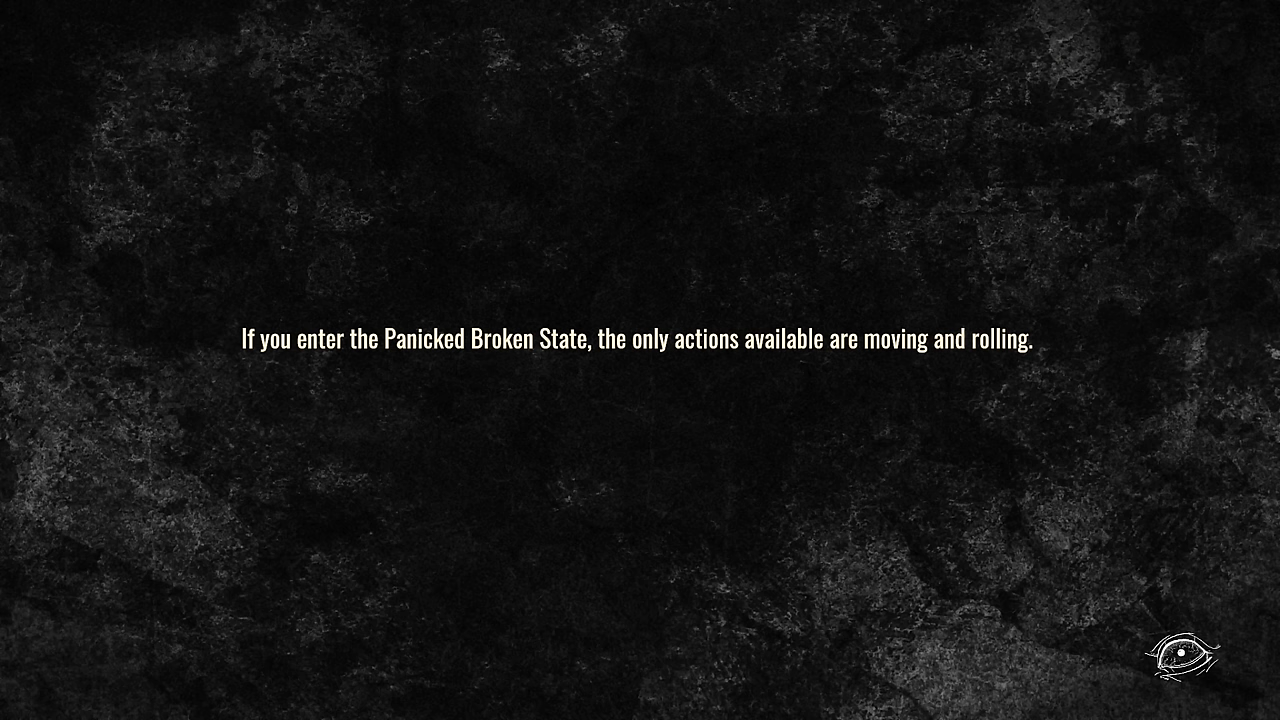 If you enter the Panicked Broken State, the only actions available are moving and rolling.